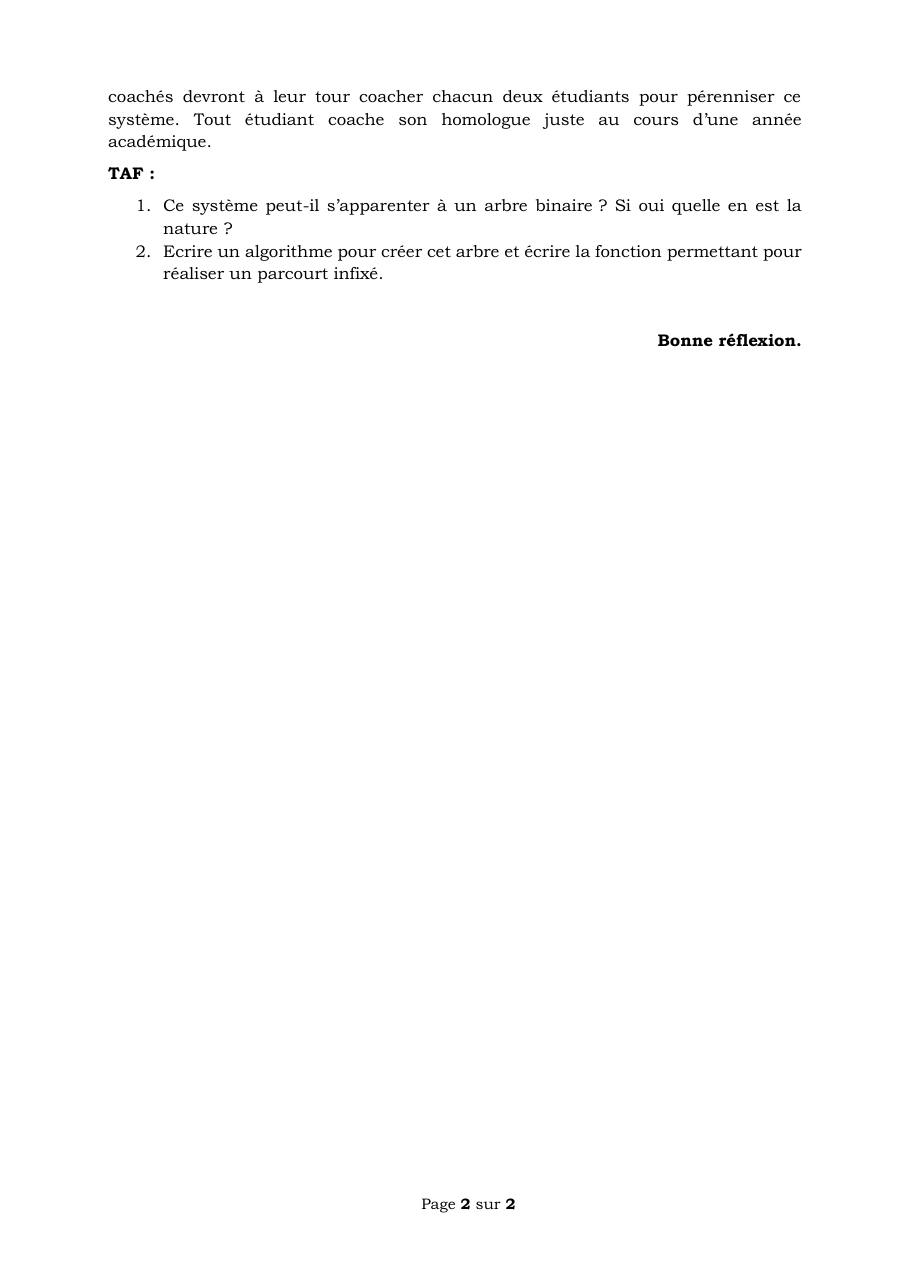 coachés devront à leur tour coacher chacun deux étudiants pour pérenniser ce
système. Tout étudiant coache son homologue juste au cours d’une année
académique.
TAF :
1. Ce système peut-il s’apparenter à un arbre binaire ? Si oui quelle en est la
nature ?
2. Ecrire un algorithme pour créer cet arbre et écrire la fonction permettant pour
réaliser un parcourt infixé.
Bonne réflexion.
Page 2 sur 2